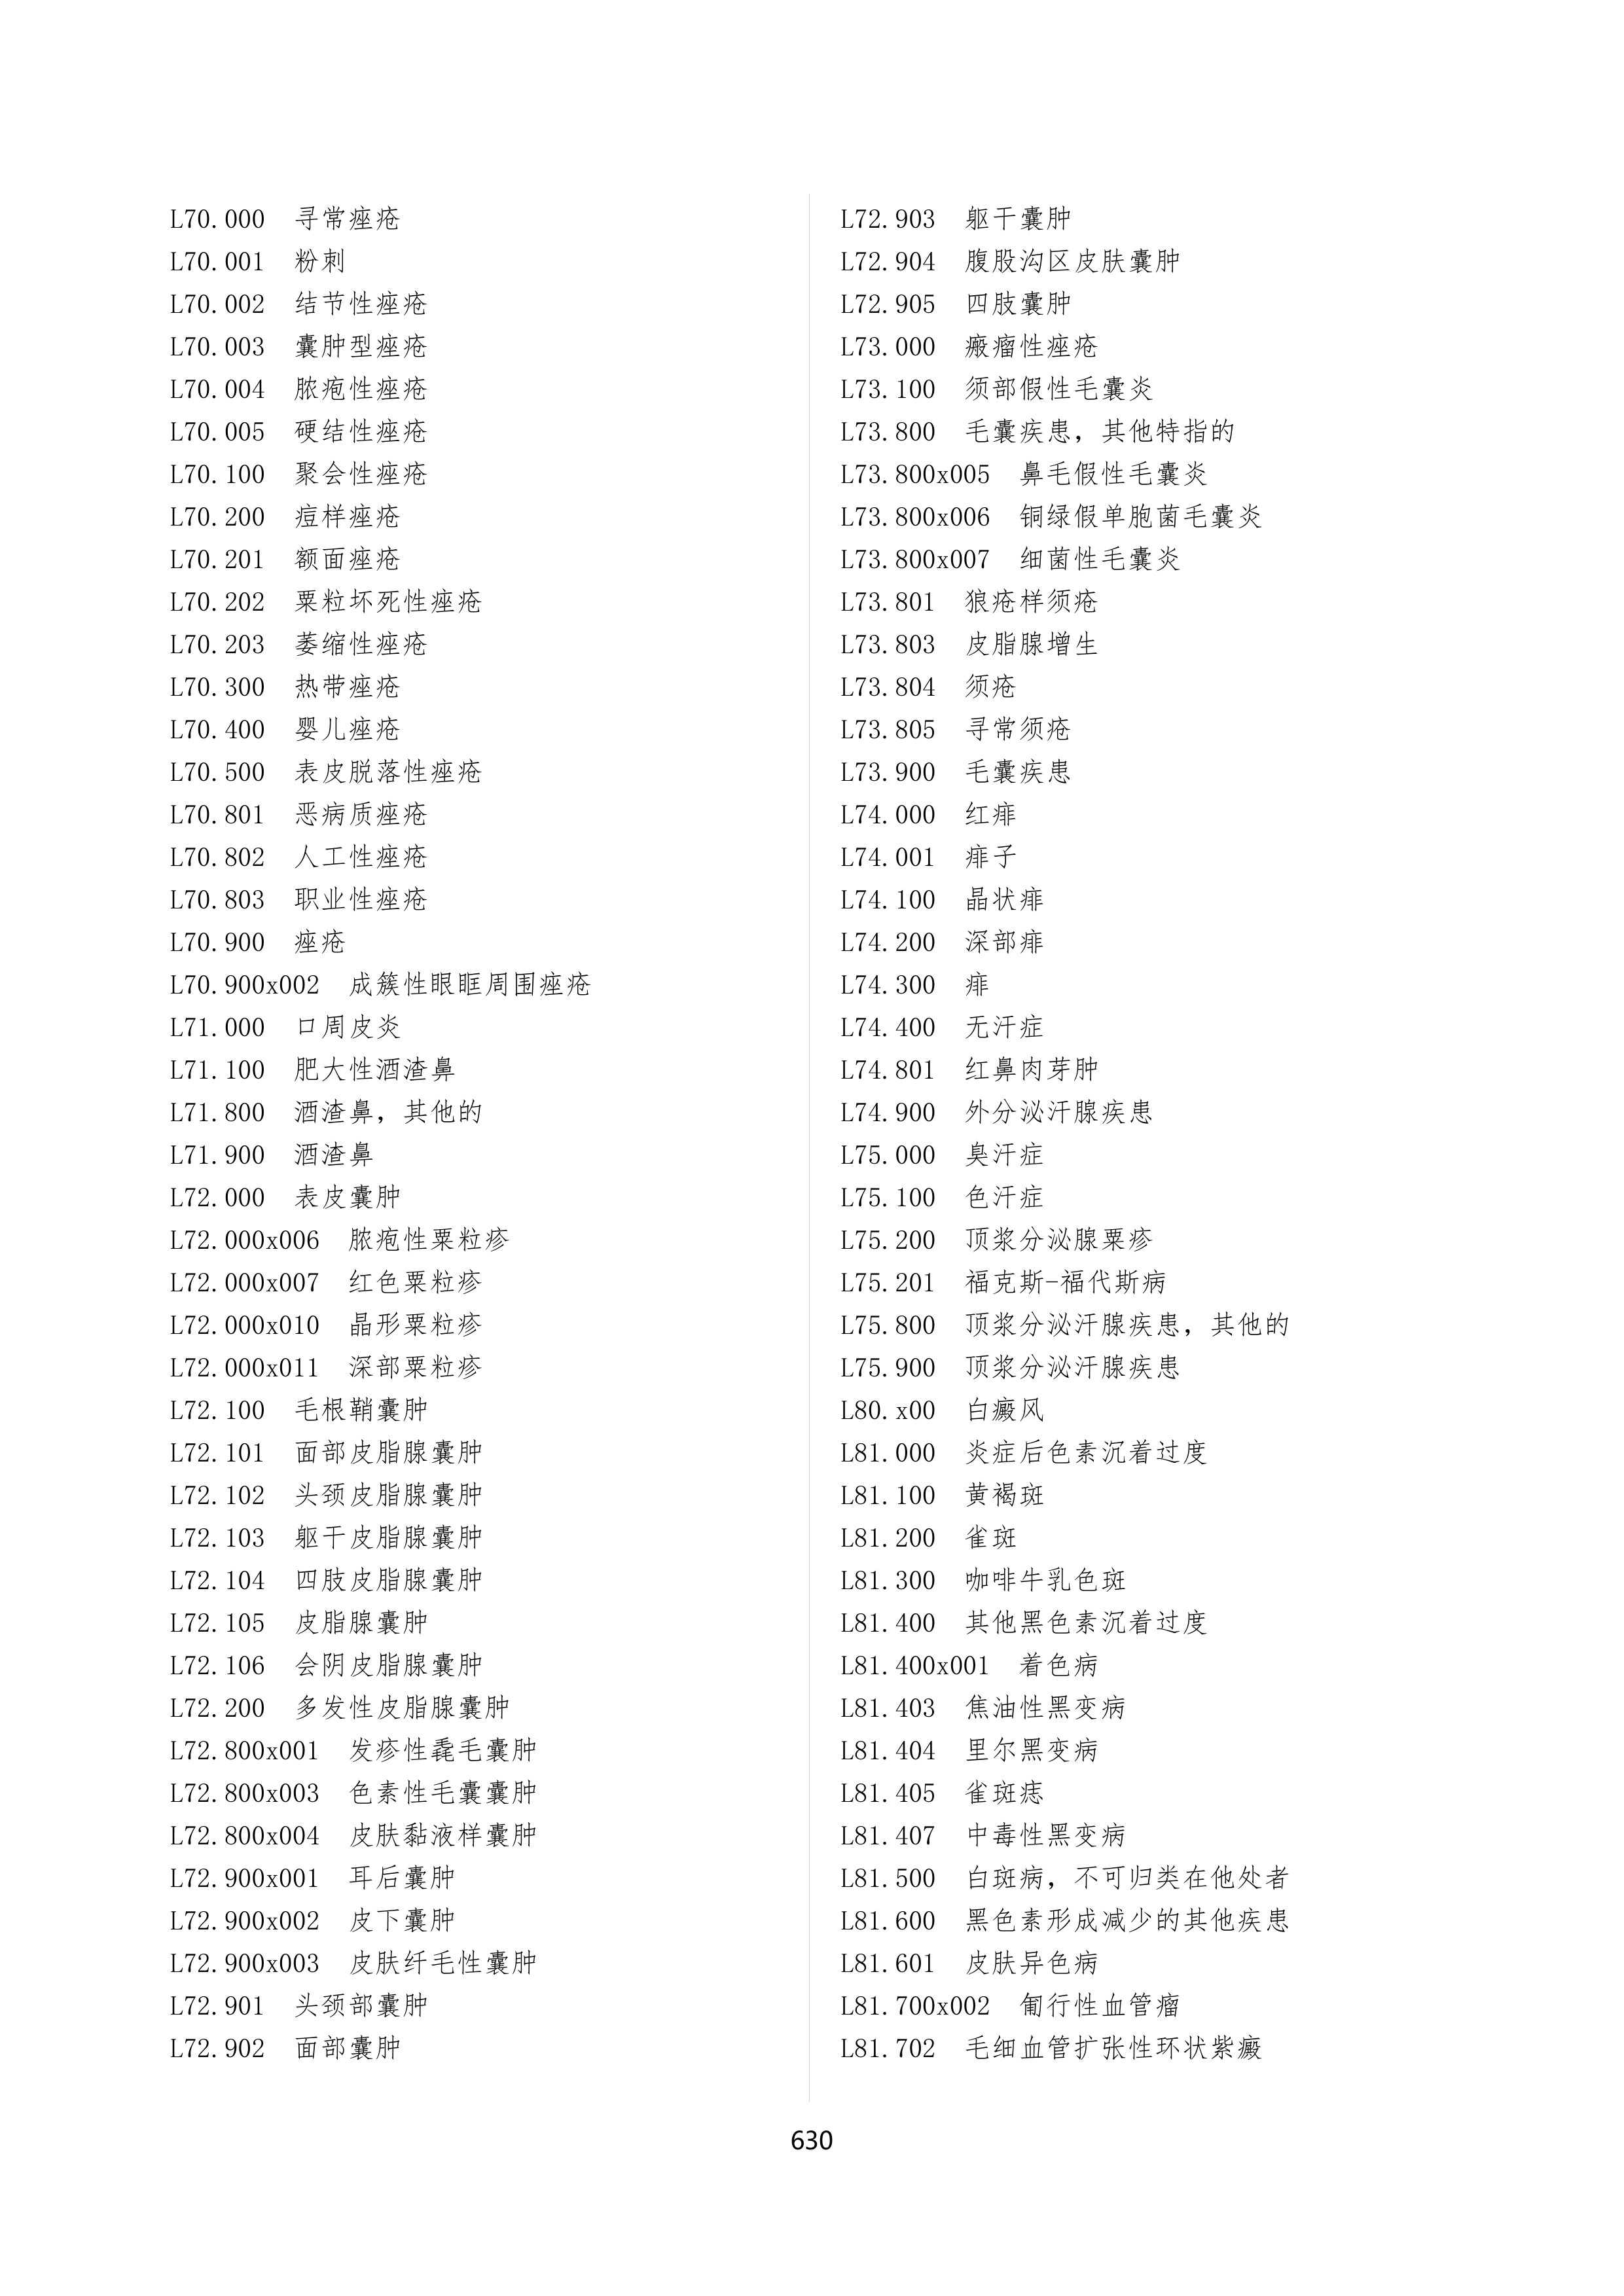 L70.000 寻常痤疮
L70.001 粉刺
L70.002 结节性痤疮
L70.003 囊肿型痤疮
L70.004 脓疱性痤疮
L70.005 硬结性痤疮
L70.100 聚会性痤疮
L70.200 痘样痤疮
L70.201 额面痤疮
L70.202 粟粒坏死性痤疮
L70.203 萎缩性痤疮
L70.300 热带痤疮
L70.400 婴儿痤疮
L70.500 表皮脱落性痤疮
L70.801 恶病质痤疮
L70.802 人工性痤疮
L70.803 职业性痤疮
L70.900 痤疮
L70.900x002 成簇性眼眶周围痤疮
L71.000 口周皮炎
L71.100 肥大性酒渣鼻
L71.800 酒渣鼻，其他的
L71.900 酒渣鼻
L72.000 表皮囊肿
L72.000x006 脓疱性粟粒疹
L72.000x007 红色粟粒疹
L72.000x010 晶形粟粒疹
L72.000x011 深部粟粒疹
L72.100 毛根鞘囊肿
L72.101 面部皮脂腺囊肿
L72.102 头颈皮脂腺囊肿
L72.103 躯干皮脂腺囊肿
L72.104 四肢皮脂腺囊肿
L72.105 皮脂腺囊肿
L72.106 会阴皮脂腺囊肿
L72.200 多发性皮脂腺囊肿
L72.800x001 发疹性毳毛囊肿
L72.800x003 色素性毛囊囊肿
L72.800x004 皮肤黏液样囊肿
L72.900x001 耳后囊肿
L72.900x002 皮下囊肿
L72.900x003 皮肤纤毛性囊肿
L72.901 头颈部囊肿
L72.902 面部囊肿
L72.903 躯干囊肿
L72.904 腹股沟区皮肤囊肿
L72.905 四肢囊肿
L73.000 瘢瘤性痤疮
L73.100 须部假性毛囊炎
L73.800 毛囊疾患，其他特指的
L73.800x005 鼻毛假性毛囊炎
L73.800x006 铜绿假单胞菌毛囊炎
L73.800x007 细菌性毛囊炎
L73.801 狼疮样须疮
L73.803 皮脂腺增生
L73.804 须疮
L73.805 寻常须疮
L73.900 毛囊疾患
L74.000 红痱
L74.001 痱子
L74.100 晶状痱
L74.200 深部痱
L74.300 痱
L74.400 无汗症
L74.801 红鼻肉芽肿
L74.900 外分泌汗腺疾患
L75.000 臭汗症
L75.100 色汗症
L75.200 顶浆分泌腺粟疹
L75.201 福克斯-福代斯病
L75.800 顶浆分泌汗腺疾患，其他的
L75.900 顶浆分泌汗腺疾患
L80.x00 白癜风
L81.000 炎症后色素沉着过度
L81.100 黄褐斑
L81.200 雀斑
L81.300 咖啡牛乳色斑
L81.400 其他黑色素沉着过度
L81.400x001 着色病
L81.403 焦油性黑变病
L81.404 里尔黑变病
L81.405 雀斑痣
L81.407 中毒性黑变病
L81.500 白斑病，不可归类在他处者
L81.600 黑色素形成减少的其他疾患
L81.601 皮肤异色病
L81.700x002 匍行性血管瘤
L81.702 毛细血管扩张性环状紫癜
630